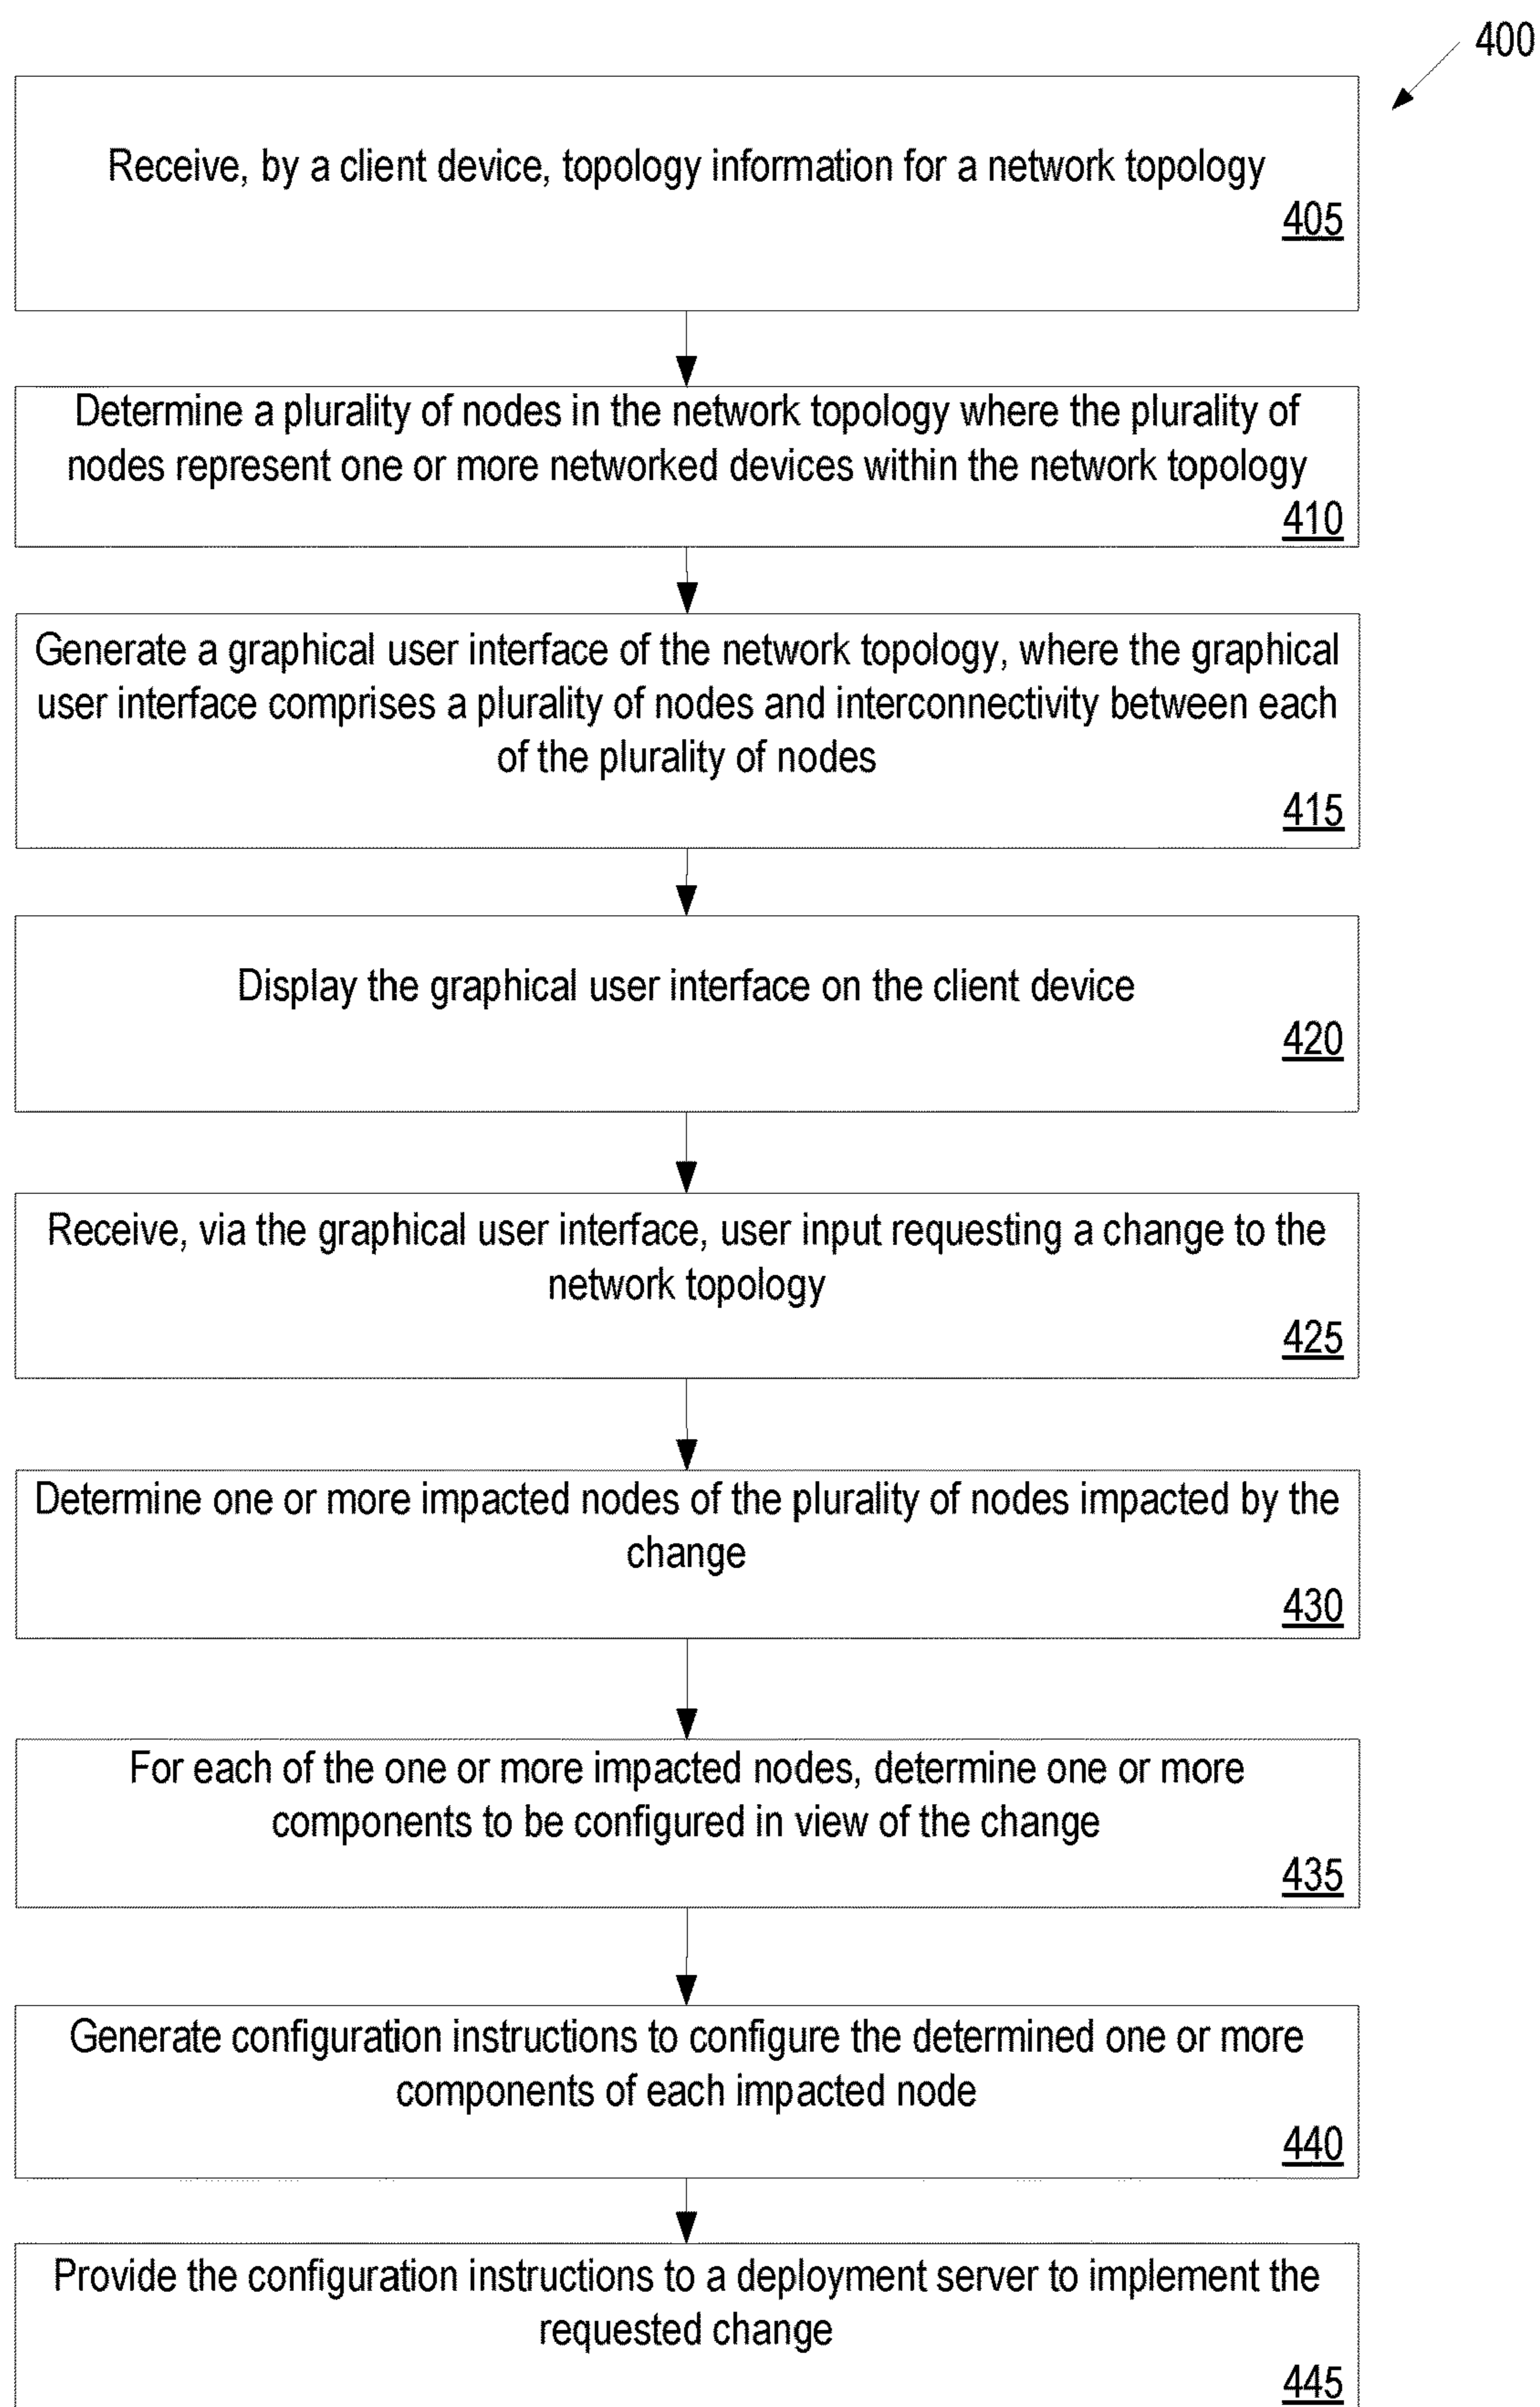 400
Receive, by a client device, topology information for a network topology
405
Determine a plurality of nodes in the network topology where the plurality of
nodes represent one or more networked devices within the network topology
410
Generate a graphical user interface of the network topology, where the graphical
user interface comprises a plurality of nodes and interconnectivity between each
of the plurality of nodes
415
Display the graphical user interface on the client device
420
Receive, via the graphical user interface, user input requesting a change to the
network topology
425
Determine one or more impacted nodes of the plurality of nodes impacted by the
change
430
For each of the one or more impacted nodes, determine one or more
components to be configured in view of the change
435
Generate configuration instructions to configure the determined one or more
components of each impacted node
440
Provide the configuration instructions to a deployment server to implement the
requested change
445